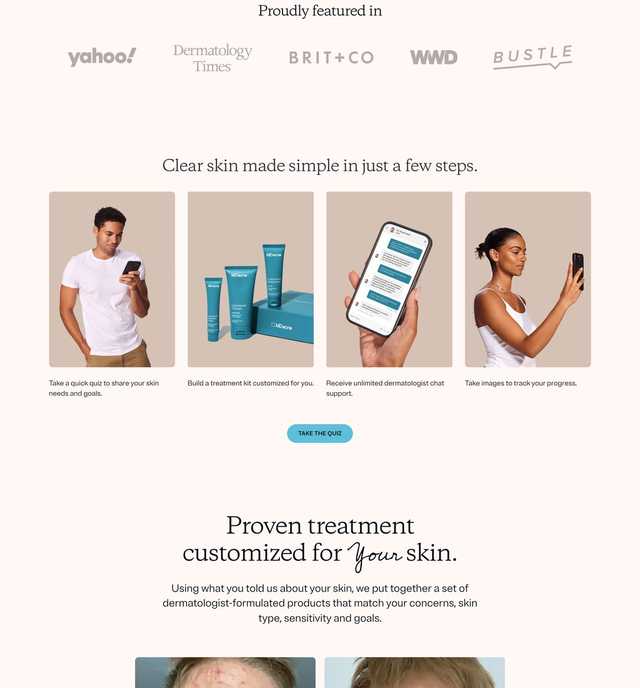 Proudly featured in
yahoo!
Dermatology
Times
BRIT+CO
WWD
BUSTLE
Clear skin made simple in just a few steps.
MDacne
MDacne
MDacne
MDacne
Take a quick quiz to share your skin
needs and goals.
Build a treatment kit customized for you.
Receive unlimited dermatologist chat
support.
Take images to track your progress.
TAKE THE QUIZ
Proven treatment
customized for Your skin.
Using what you told us about your skin, we put together a set of
dermatologist-formulated products that match your concerns, skin
type, sensitivity and goals.